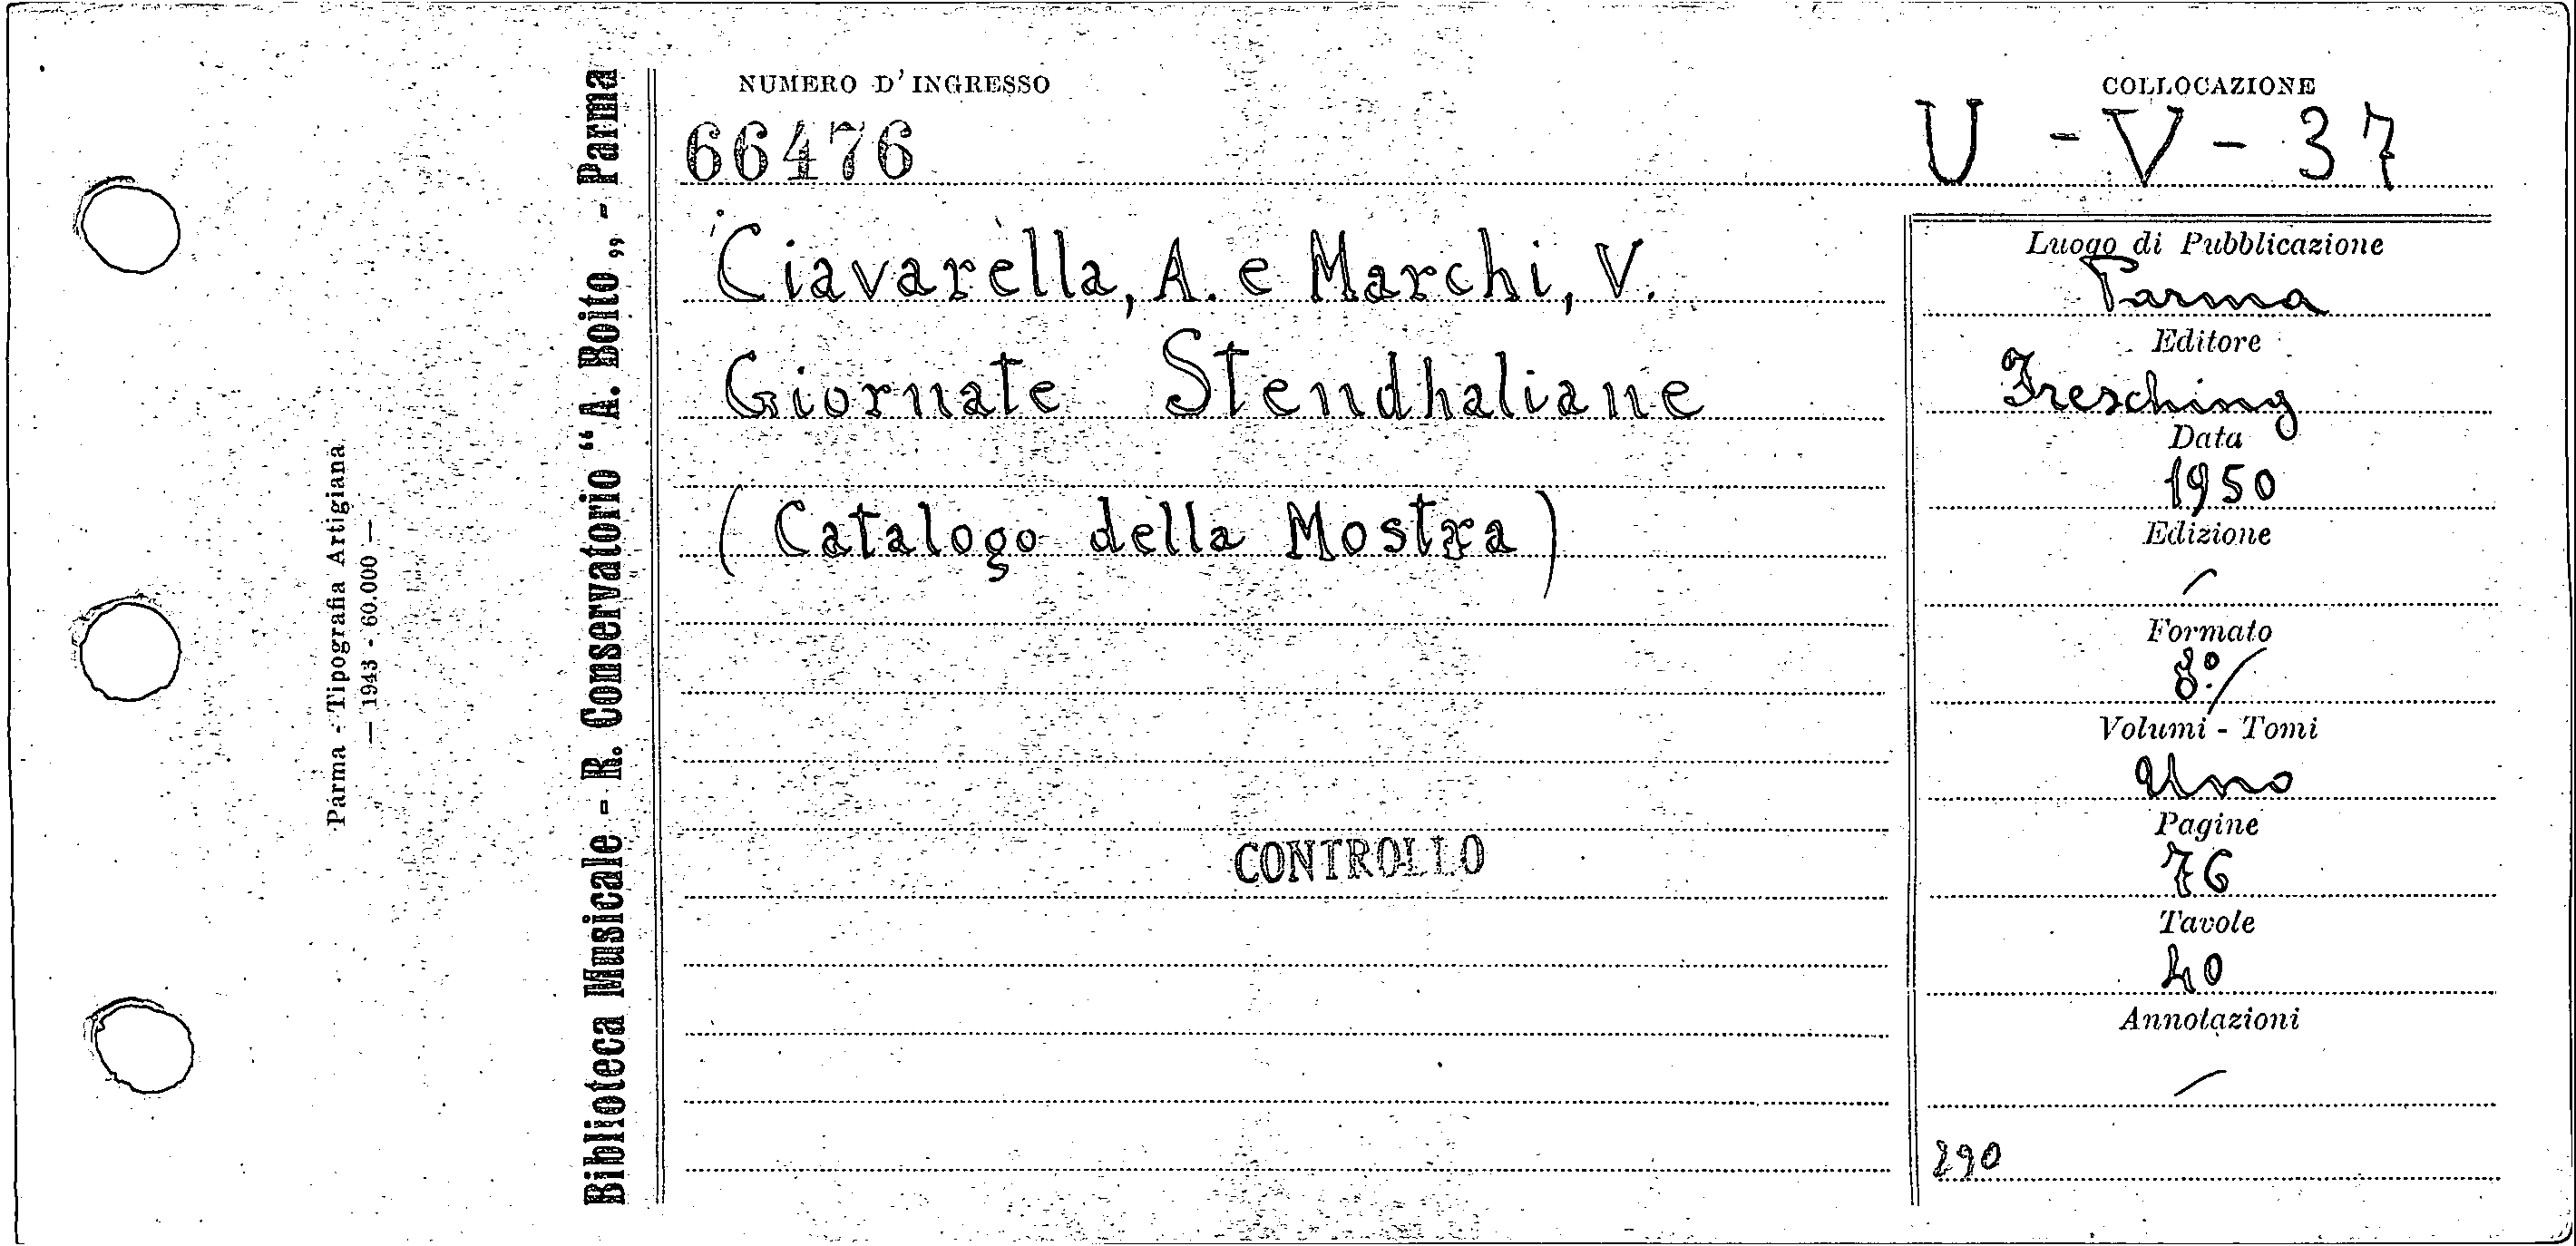 Parma - Tipografia Artigiana
— 1943 - 60.000 —
Biblioteca Musicale - R. Conservatorio “A. Boito„ - Parma
NUMERO D'INGRESSO
66476
COLLOCAZIONE
U - V - 37
Ciavarella, A. e Marchi, V.
Giornate Stendhaliane
(Catalogo della Mostra)
CONTROLLO
Luogo di Pubblicazione
Parma
Editore
Fresching
Data
1950
Edizione
/
Formato
8°/
Volumi - Tomi
Uno
Pagine
76
Tavole
40
Annotazioni
/
290